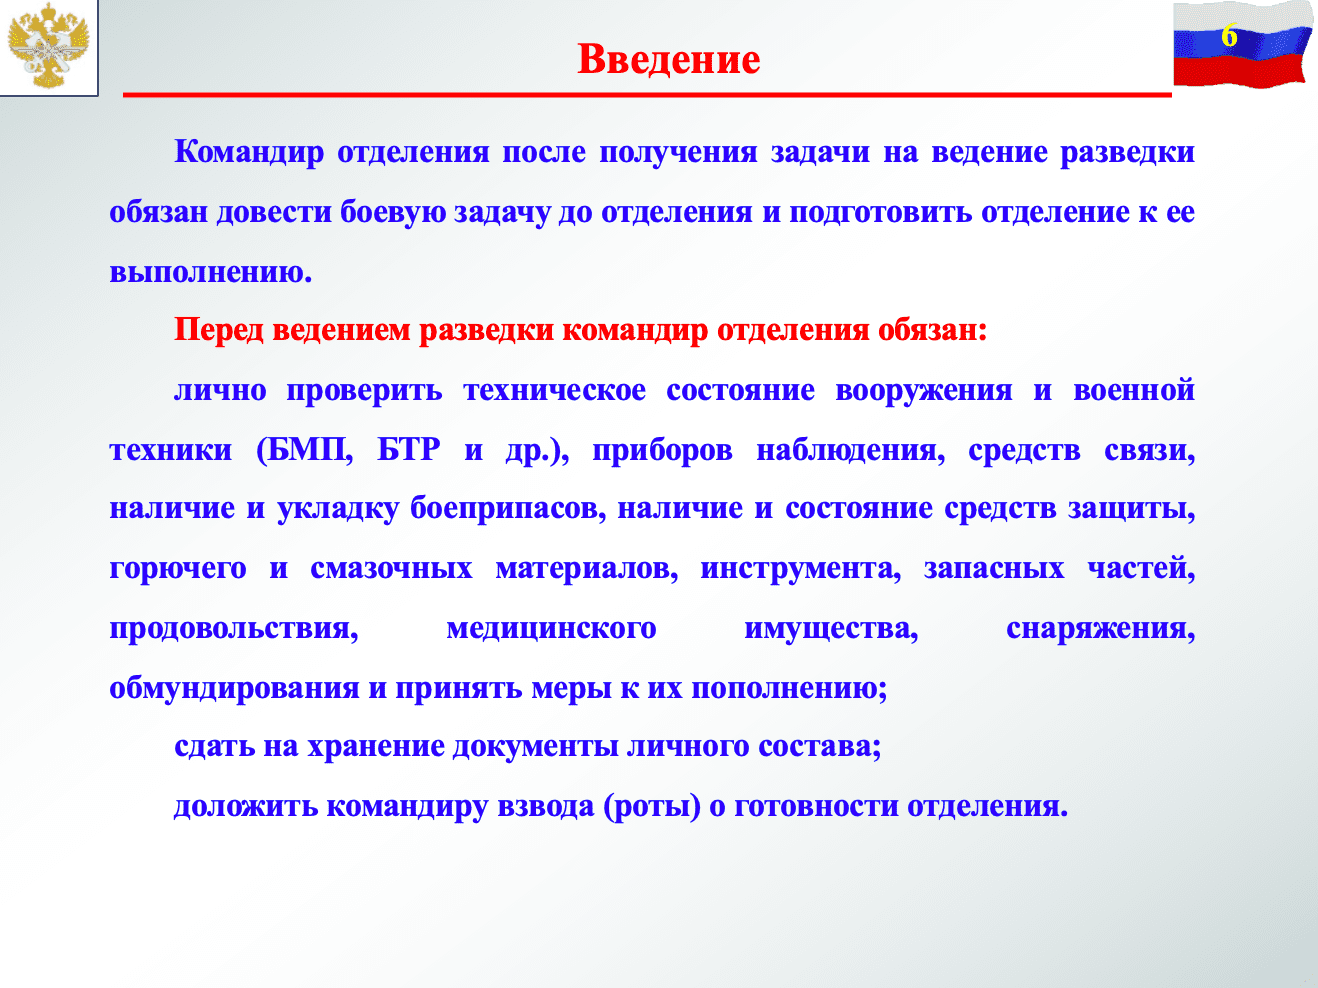 6
Введение
Командир отделения после получения задачи на ведение разведки
обязан довести боевую задачу до отделения и подготовить отделение к ее
выполнению.
Перед ведением разведки командир отделения обязан:
лично проверить техническое состояние вооружения и военной
техники (БМП, БТР и др.), приборов наблюдения, средств связи,
наличие и укладку боеприпасов, наличие и состояние средств защиты,
горючего и смазочных материалов, инструмента, запасных частей,
продовольствия, медицинского имущества, снаряжения,
обмундирования и принять меры к их пополнению;
сдать на хранение документы личного состава;
доложить командиру взвода (роты) о готовности отделения.